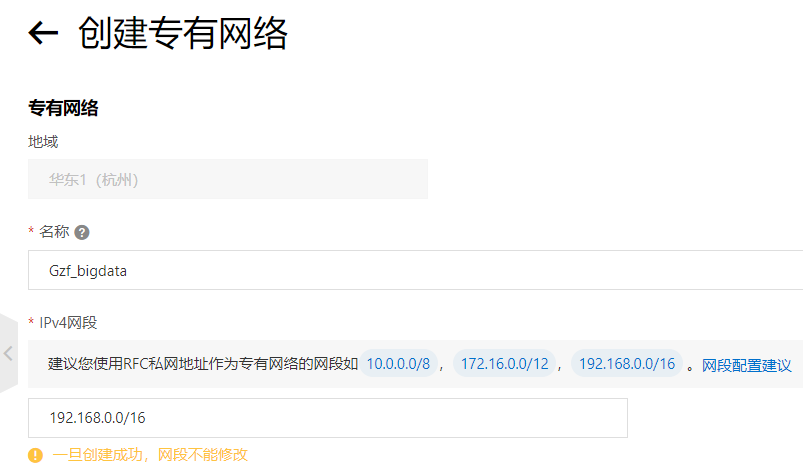 创建专有网络
专有网络
地域
华东1（杭州）
* 名称 ?
Gzf_bigdata
* IPv4网段
建议您使用RFC私网地址作为专有网络的网段如 10.0.0.0/8 ， 172.16.0.0/12 ， 192.168.0.0/16 。网段配置建议
192.168.0.0/16
一旦创建成功，网段不能修改